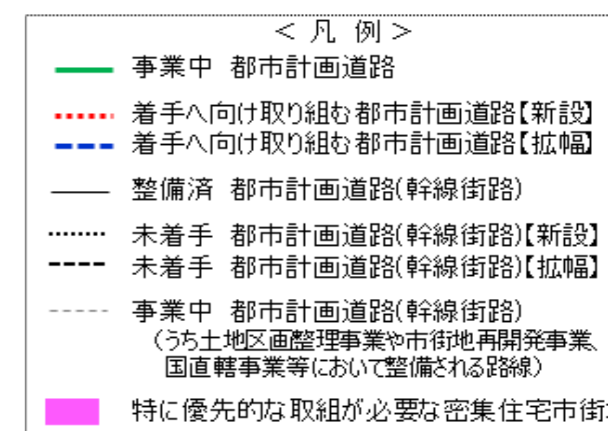 ＜ 凡 例 ＞
事業中 都市計画道路
着手へ向け取り組む都市計画道路【新設】
着手へ向け取り組む都市計画道路【拡幅】
整備済 都市計画道路(幹線街路)
未着手 都市計画道路(幹線街路)【新設】
未着手 都市計画道路(幹線街路)【拡幅】
事業中 都市計画道路(幹線街路)
(うち土地区画整理事業や市街地再開発事業、
国直轄事業等において整備される路線)
特に優先的な取組が必要な密集住宅市街